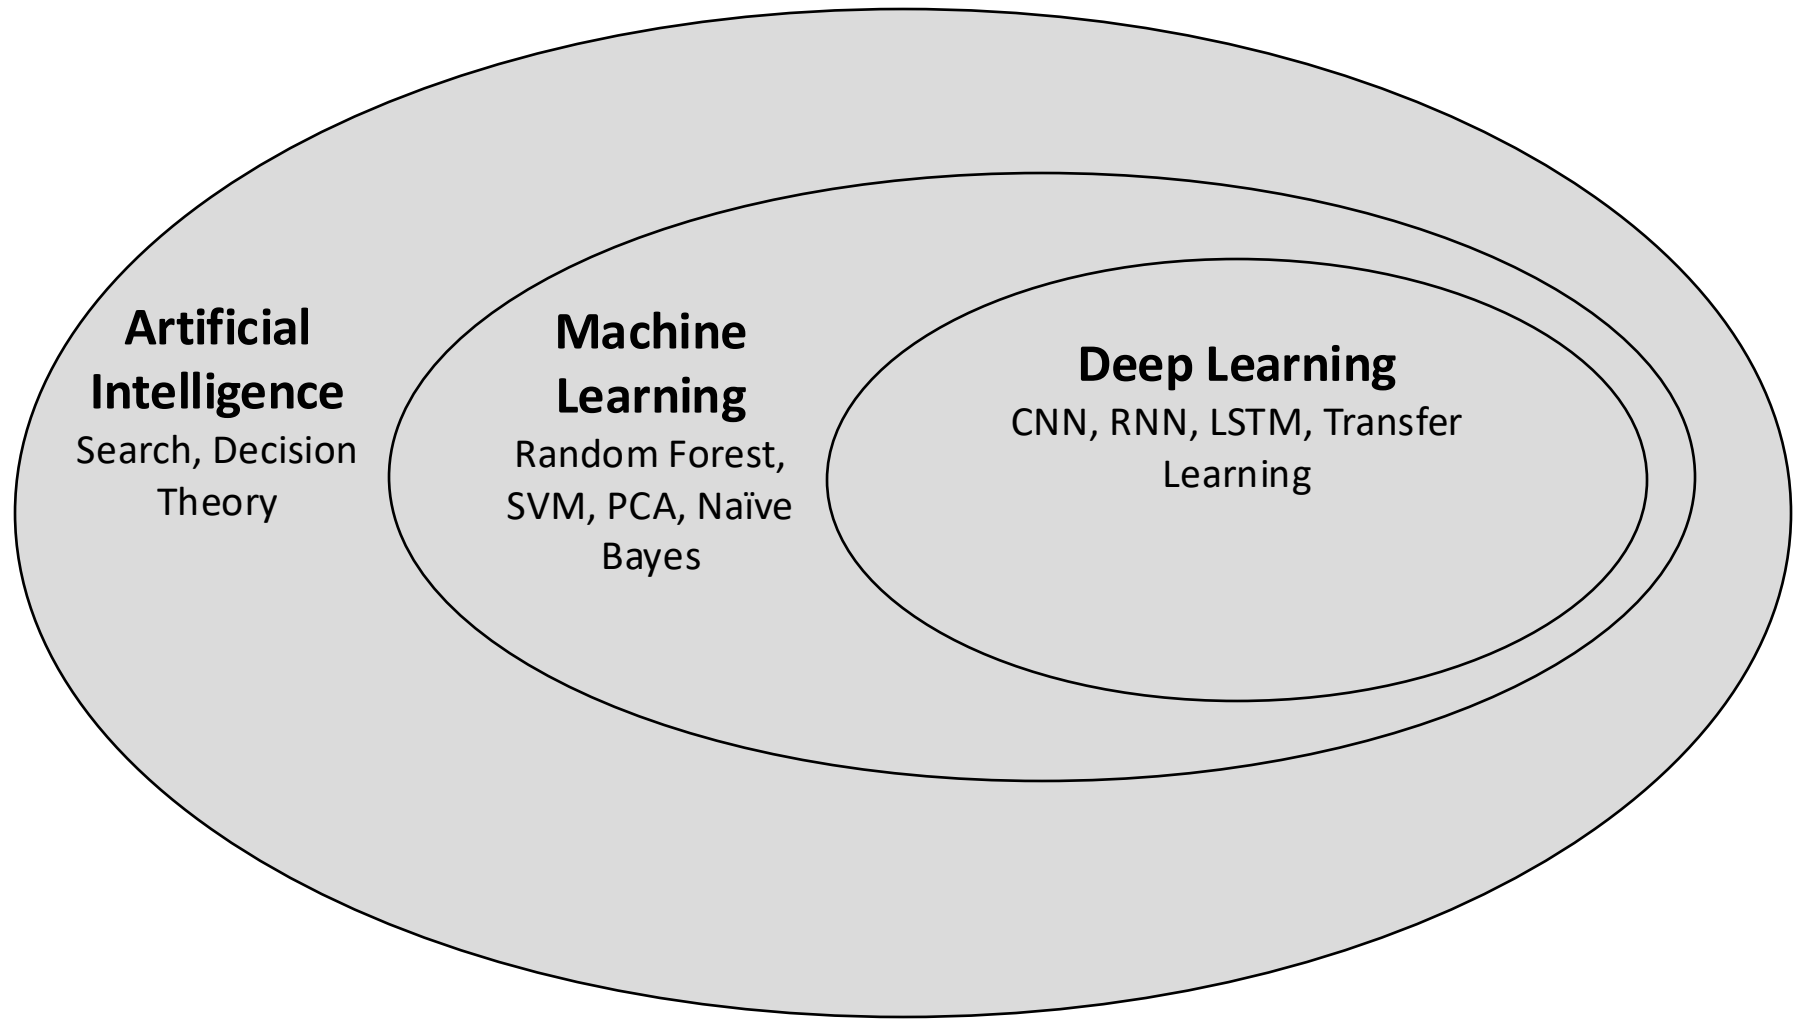 Artificial
Intelligence
Search, Decision
Theory
Machine
Learning
Random Forest,
SVM, PCA, Naïve
Bayes
Deep Learning
CNN, RNN, LSTM, Transfer
Learning